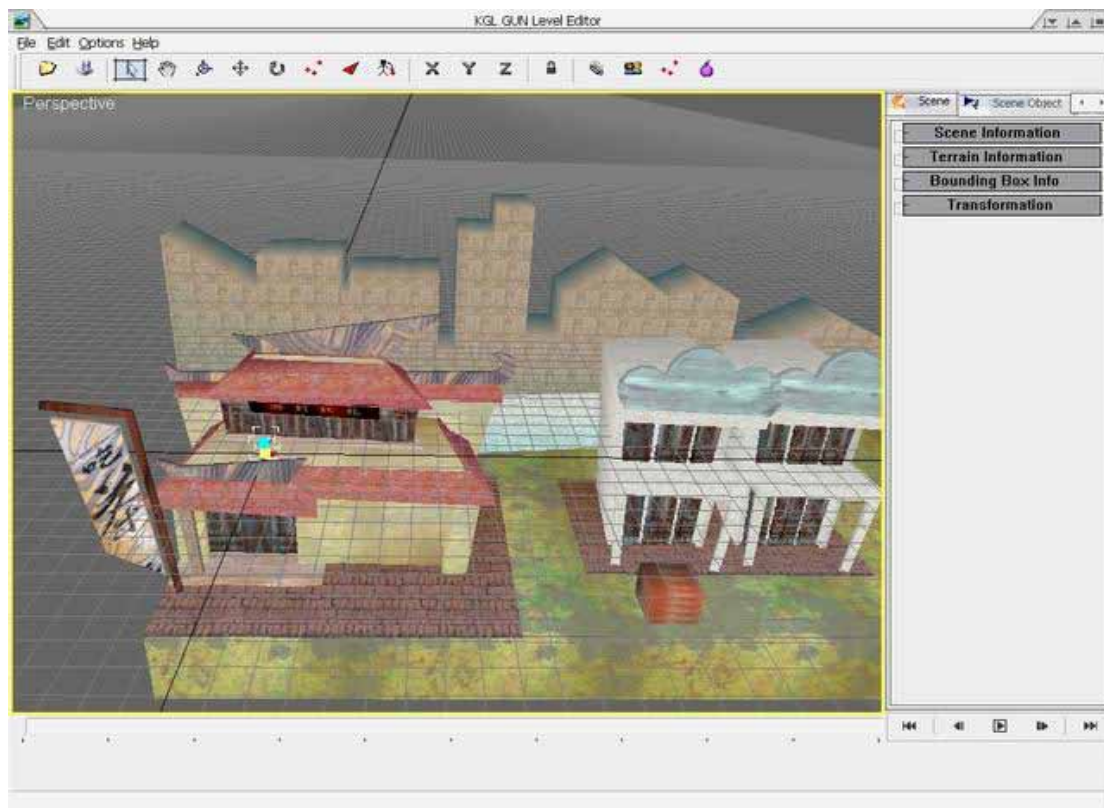 KGL GUN Level Editor
File Edit Options Help
X Y Z
Perspective
Scene
Scene Object
Scene Information
Terrain Information
Bounding Box Info
Transformation